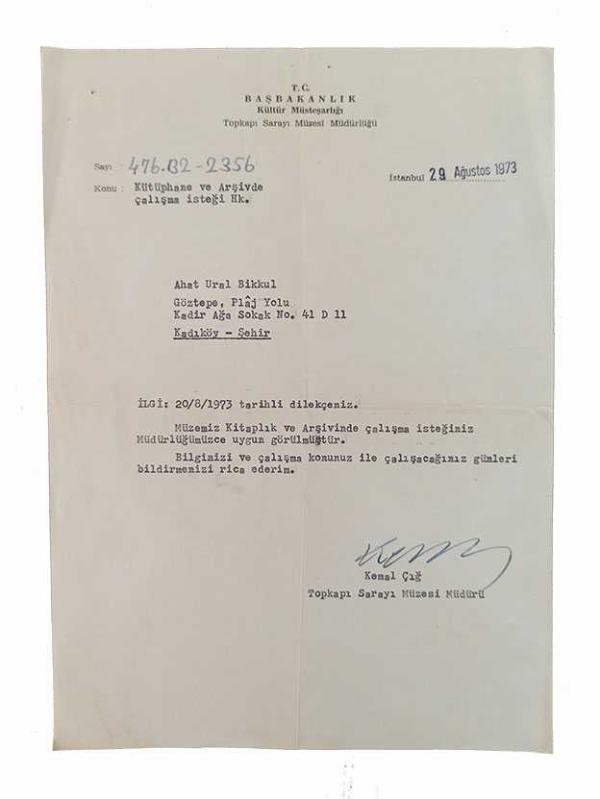 T.C.
BAŞBAKANLIK
Kültür Müsteşarlığı
Topkapı Sarayı Müzesi Müdürlüğü
Sayı 476.B2-2356
İstanbul 29 Ağustos 1973
Konu : Kütüphane ve Arşivde
çalışma isteği Hk.
Ahat Ural Bikkul
Göztepe, Plâj Yolu
Kadir Ağa Sokak No. 41 D 11
Kadıköy - Şehir
İLGİ: 20/8/1973 tarihli dilekçeniz.
Müzemiz Kitaplık ve Arşivinde çalışma isteğiniz
Müdürlüğümüzce uygun görülmüştür.
Bilginizi ve çalışma konunuz ile çalışacağınız günleri
bildirmenizi rica ederim.
Kemal Çığ
Topkapı Sarayı Müzesi Müdürü